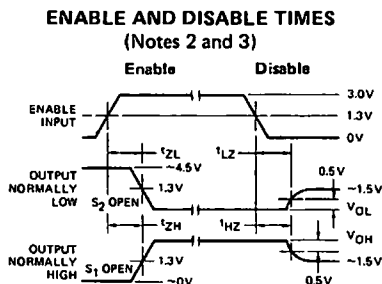 ENABLE AND DISABLE TIMES
(Notes 2 and 3)
Enable Disable
ENABLE INPUT
3.0V
1.3V
0V
tZL tLZ
0.5V
OUTPUT NORMALLY LOW
~4.5V
1.3V
S2 OPEN
~1.5V
VOL
tZH tHZ
VOH
OUTPUT NORMALLY HIGH
S1 OPEN
1.3V
~0V
~1.5V
0.5V